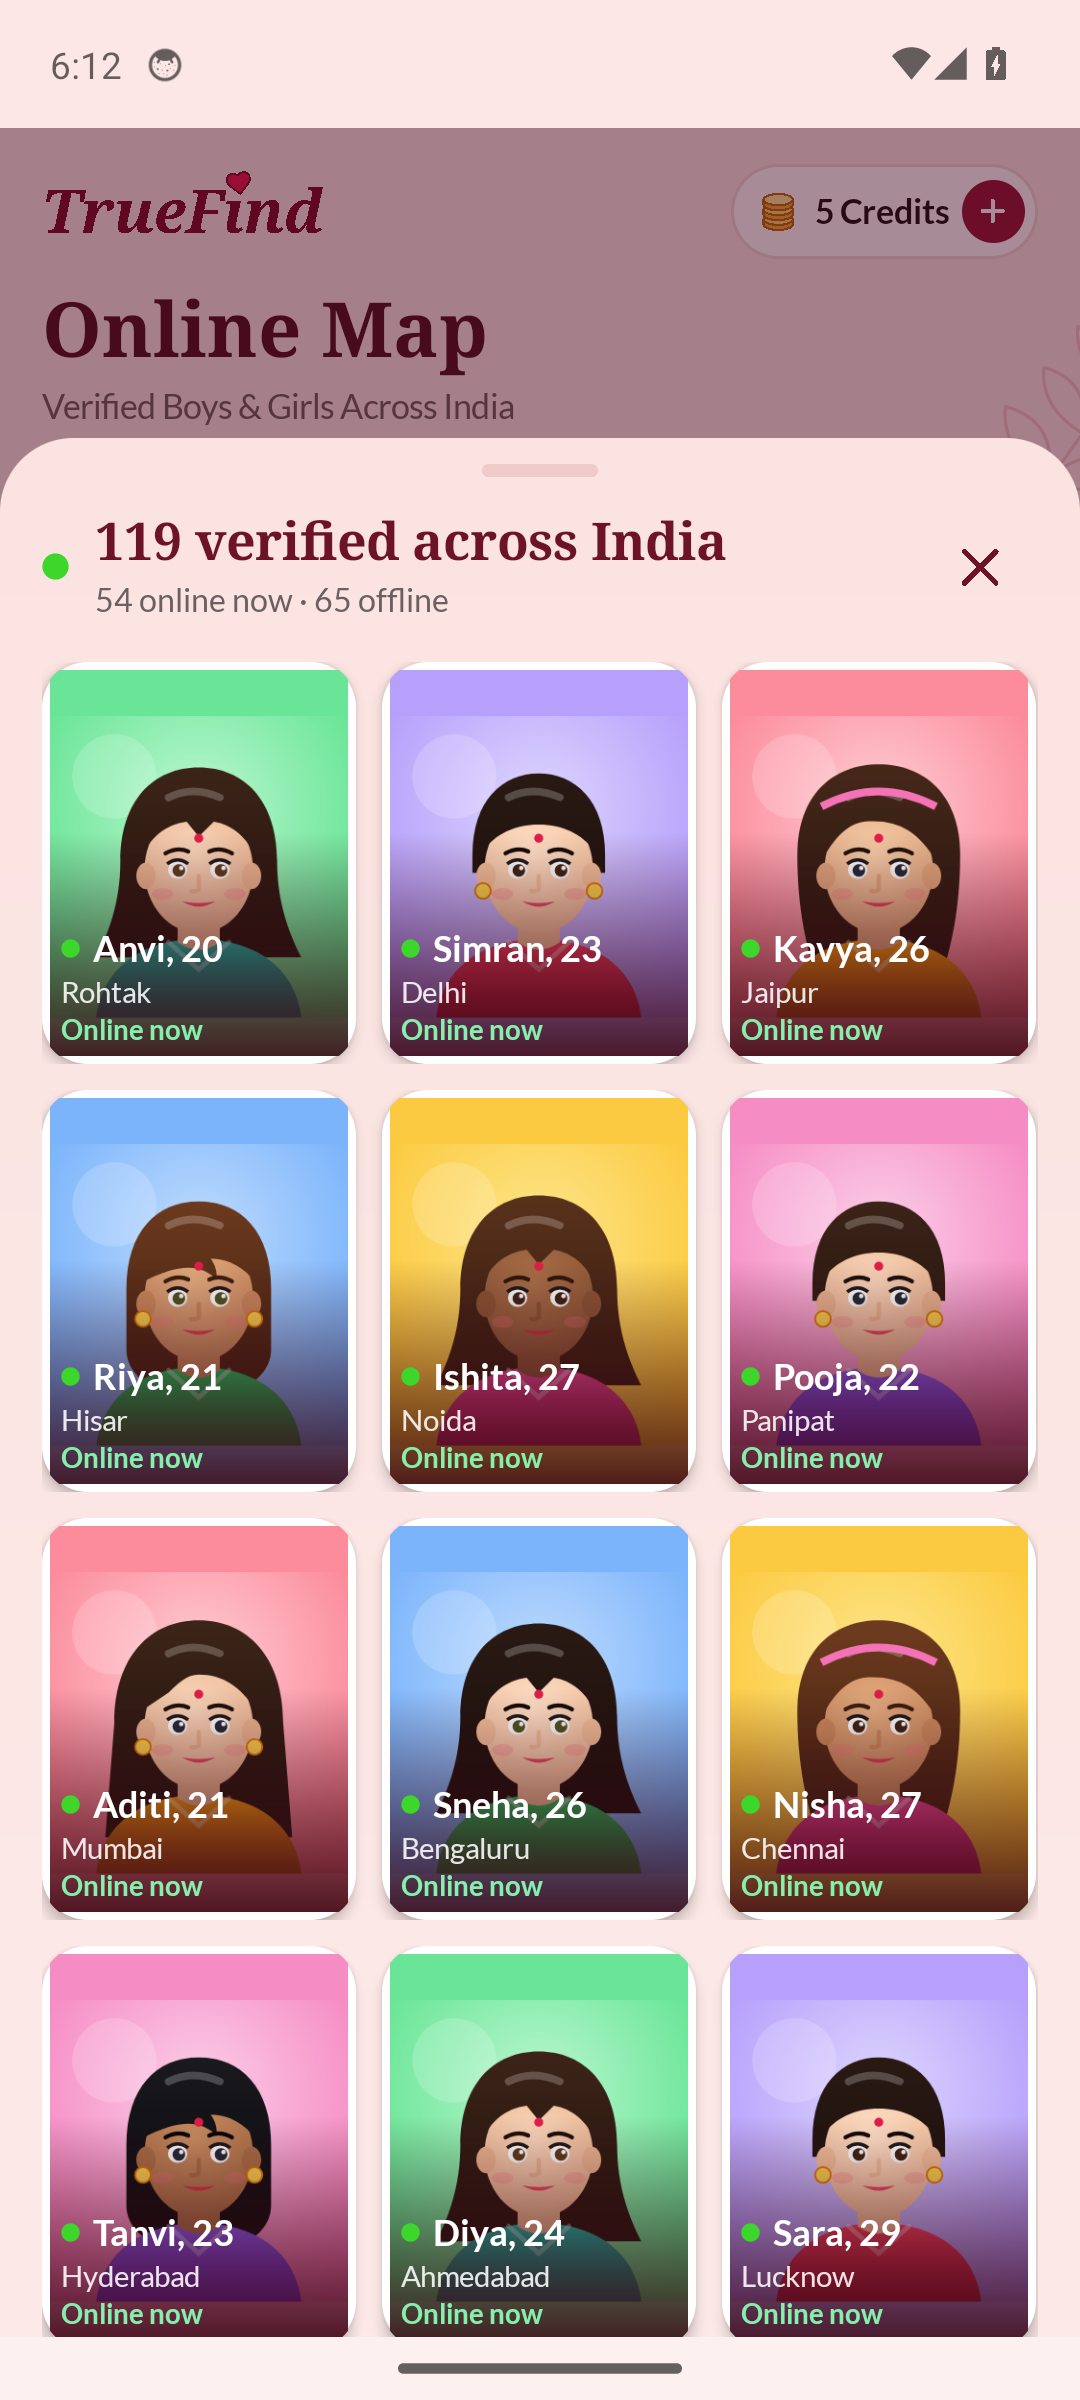 6:12
TrueFind
5 Credits
Online Map
Verified Boys & Girls Across India
119 verified across India
54 online now · 65 offline
Anvi, 20
Rohtak
Online now
Simran, 23
Delhi
Online now
Kavya, 26
Jaipur
Online now
Riya, 21
Hisar
Online now
Ishita, 27
Noida
Online now
Pooja, 22
Panipat
Online now
Aditi, 21
Mumbai
Online now
Sneha, 26
Bengaluru
Online now
Nisha, 27
Chennai
Online now
Tanvi, 23
Hyderabad
Online now
Diya, 24
Ahmedabad
Online now
Sara, 29
Lucknow
Online now